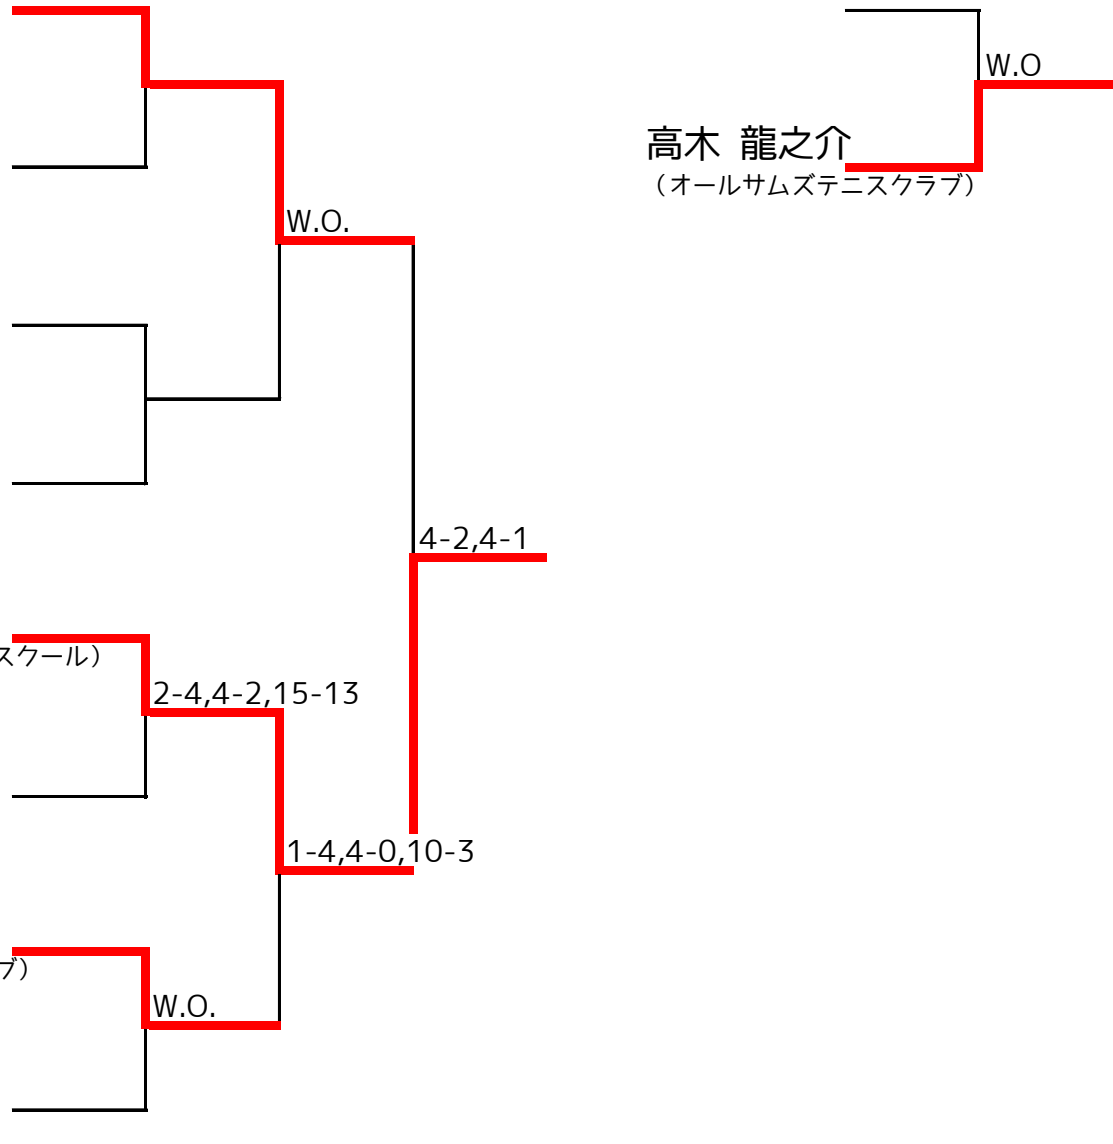 W.O
高木 龍之介
（オールサムズテニスクラブ）
W.O.
4-2,4-1
スクール）
2-4,4-2,15-13
1-4,4-0,10-3
ブ）
W.O.